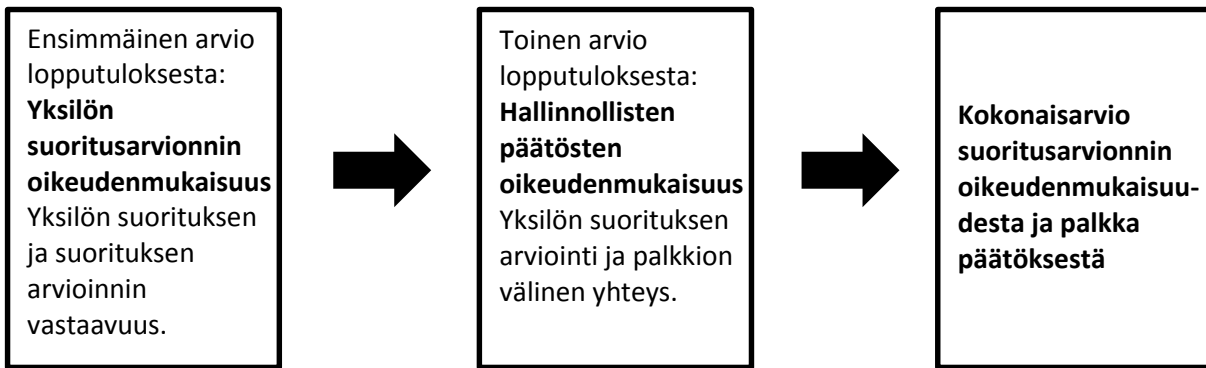 Ensimmäinen arvio
lopputuloksesta:
Yksilön
suoritusarvionnin
oikeudenmukaisuus
Yksilön suorituksen
ja suorituksen
arvioinnin
vastaavuus.
Toinen arvio
lopputuloksesta:
Hallinnollisten
päätösten
oikeudenmukaisuus
Yksilön suorituksen
arviointi ja palkkion
välinen yhteys.
Kokonaisarvio
suoritusarvionnin
oikeudenmukaisuu-
desta ja palkka
päätöksestä